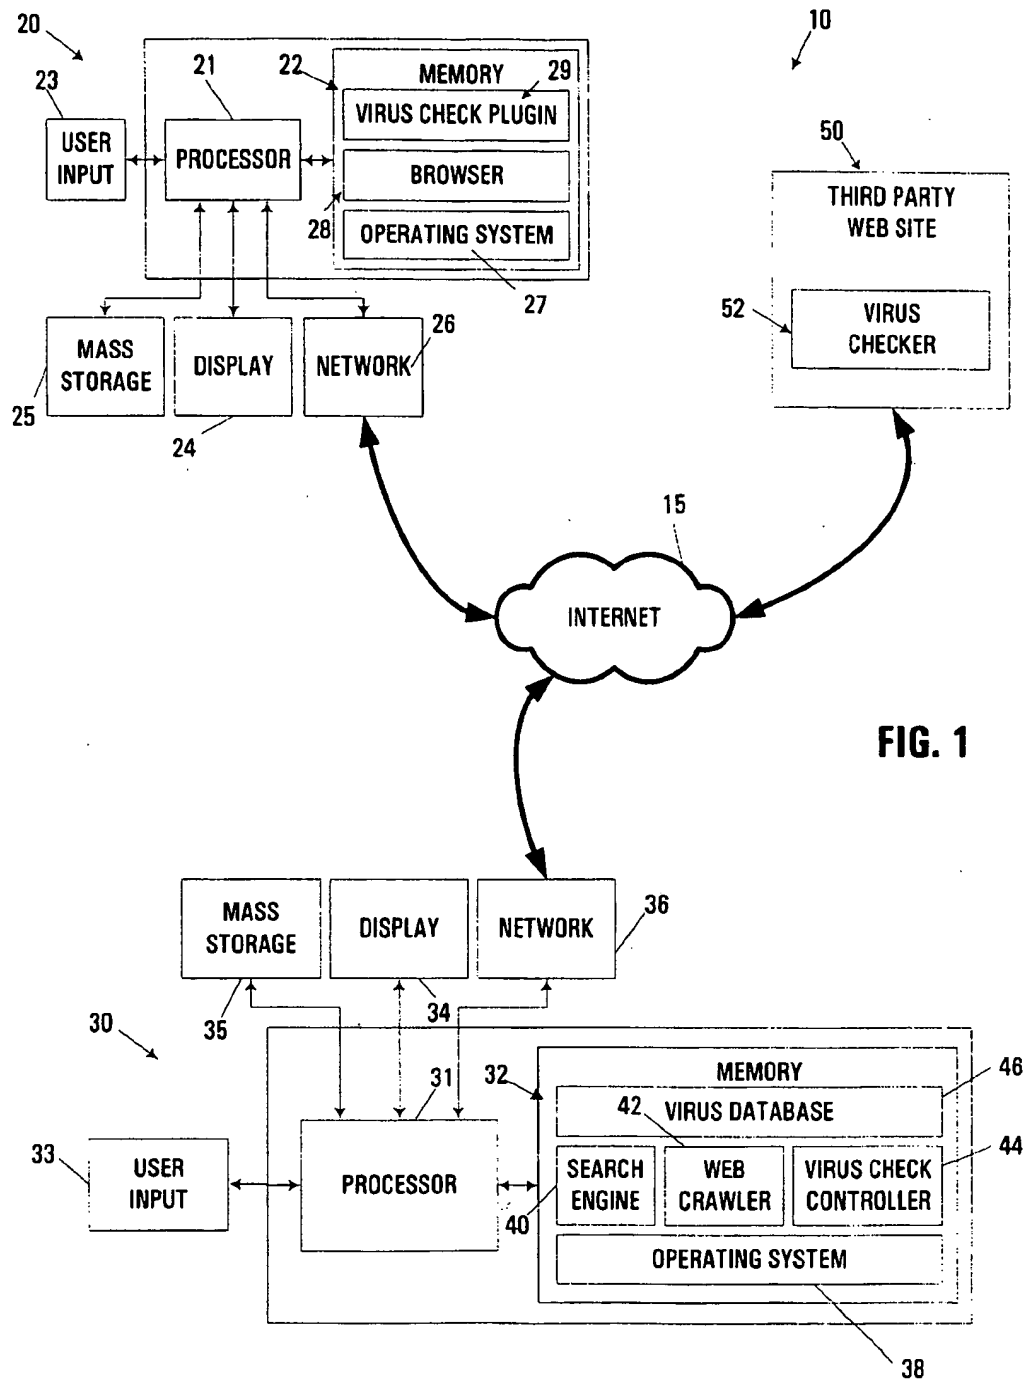 20
10
23
21
22
MEMORY
29
VIRUS CHECK PLUGIN
USER
INPUT
PROCESSOR
BROWSER
28
OPERATING SYSTEM
27
50
THIRD PARTY
WEB SITE
52
VIRUS
CHECKER
26
MASS
STORAGE
DISPLAY
NETWORK
25
24
15
INTERNET
FIG. 1
MASS
STORAGE
DISPLAY
NETWORK
36
35
34
30
31
32
MEMORY
46
VIRUS DATABASE
42
33
USER
INPUT
PROCESSOR
SEARCH
ENGINE
40
WEB
CRAWLER
VIRUS CHECK
CONTROLLER
44
OPERATING SYSTEM
38